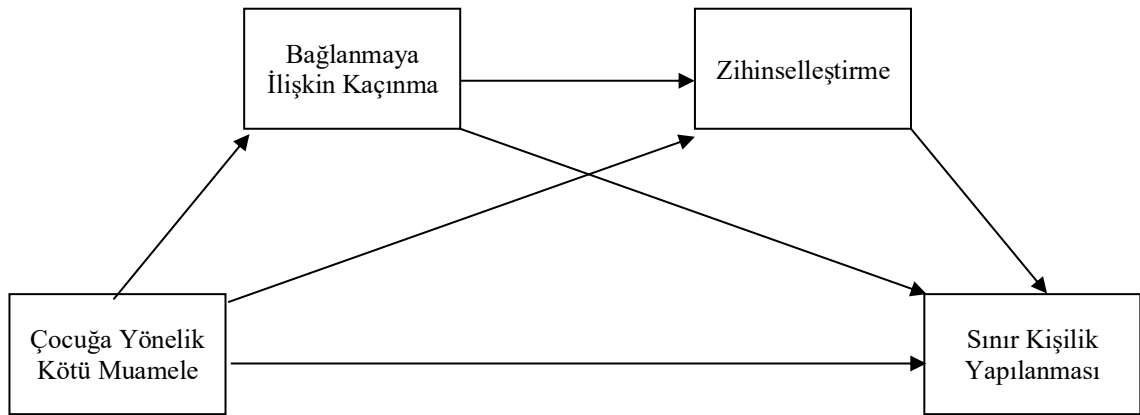 Bağlanmaya
İlişkin Kaçınma
Zihinselleştirme
Çocuğa Yönelik
Kötü Muamele
Sınır Kişilik
Yapılanması